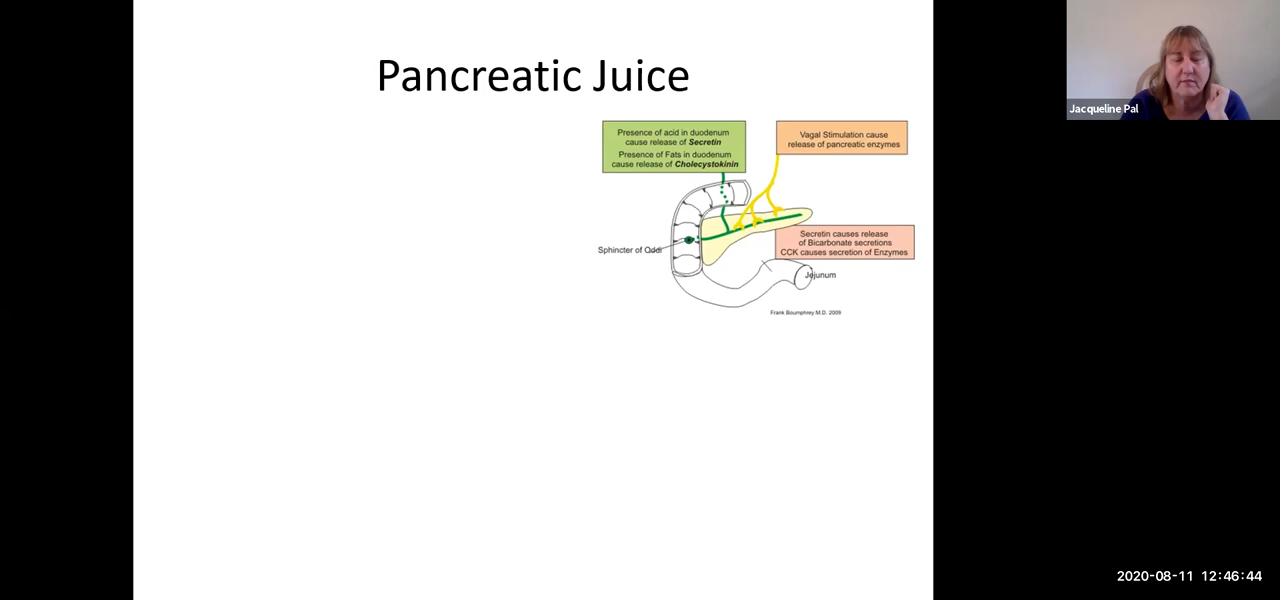 Pancreatic Juice
Jacqueline Pal
Presence of acid in duodenum
cause release of Secretin
Presence of Fats in duodenum
cause release of Cholecystokinin
Vagal Stimulation cause
release of pancreatic enzymes
Secretin causes release
of Bicarbonate secretions
CCK causes secretion of Enzymes
Sphincter of Oddi
Jejunum
Frank Boumphrey M.D. 2009
2020-08-11 12:46:44